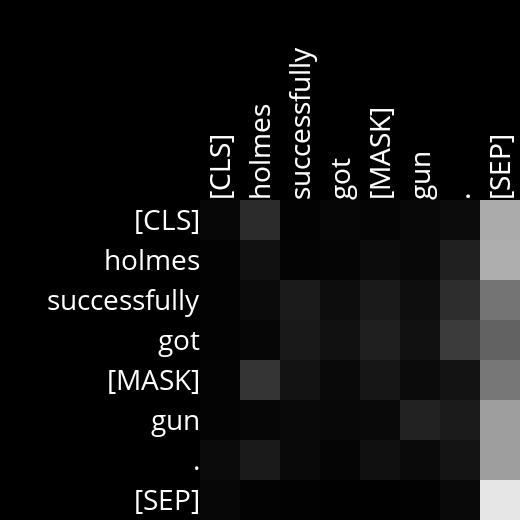 [CLS]
holmes
successfully
got
[MASK]
gun
.
[SEP]
[CLS]
holmes
successfully
got
[MASK]
gun
.
[SEP]